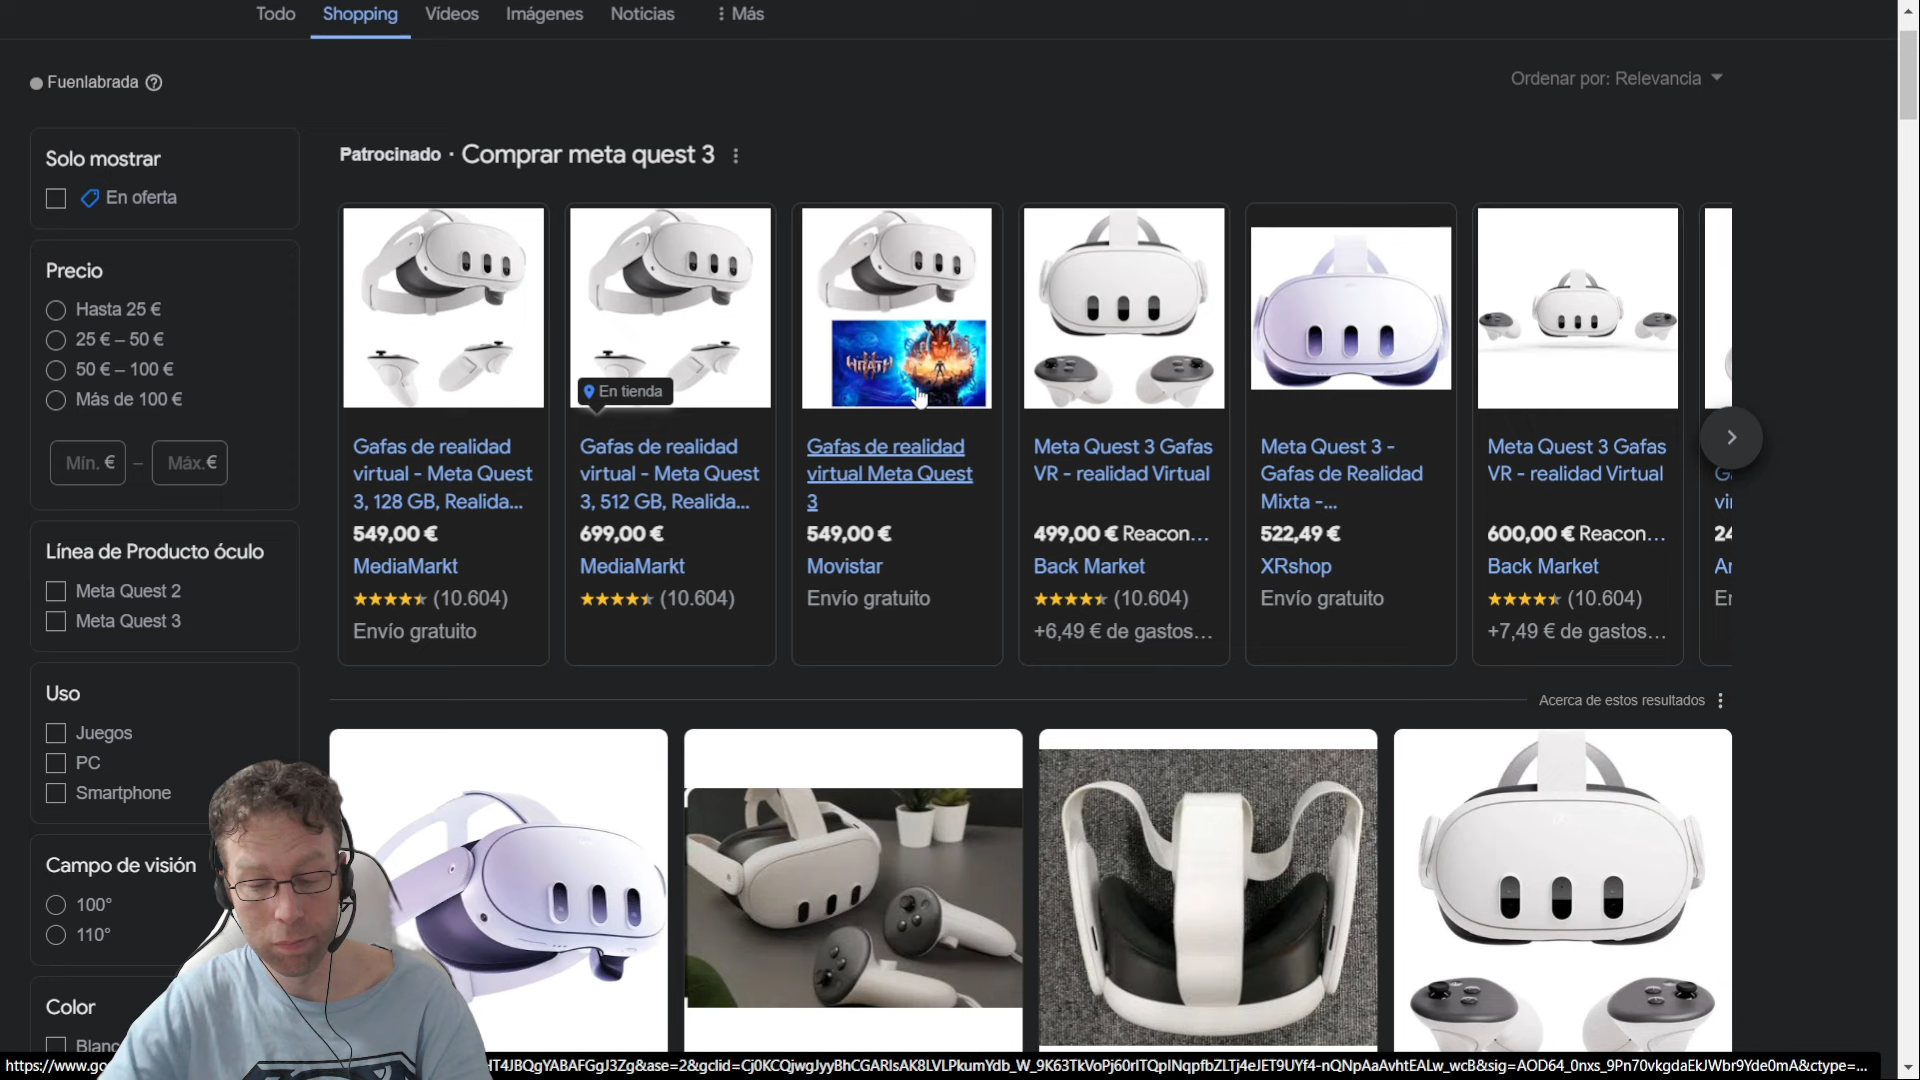 Todo
Shopping
Vídeos
Imágenes
Noticias
Más
Fuenlabrada
Ordenar por: Relevancia
Solo mostrar
En oferta
Precio
Hasta 25 €
25 € – 50 €
50 € – 100 €
Más de 100 €
Mín. € – Máx.€
Línea de Producto óculo
Meta Quest 2
Meta Quest 3
Uso
Juegos
PC
Smartphone
Campo de visión
100°
110°
Color
Blanc
Patrocinado · Comprar meta quest 3
Gafas de realidad
virtual - Meta Quest
3, 128 GB, Realida...
549,00 €
MediaMarkt
(10.604)
Envío gratuito
En tienda
Gafas de realidad
virtual - Meta Quest
3, 512 GB, Realida...
699,00 €
MediaMarkt
(10.604)
WRATH
Gafas de realidad
virtual Meta Quest
3
549,00 €
Movistar
Envío gratuito
Meta Quest 3 Gafas
VR - realidad Virtual
499,00 € Reacon...
Back Market
(10.604)
+6,49 € de gastos...
Meta Quest 3 -
Gafas de Realidad
Mixta -...
522,49 €
XRshop
Envío gratuito
Meta Quest 3 Gafas
VR - realidad Virtual
600,00 € Reacon...
Back Market
(10.604)
+7,49 € de gastos...
vi
24
Acerca de estos resultados